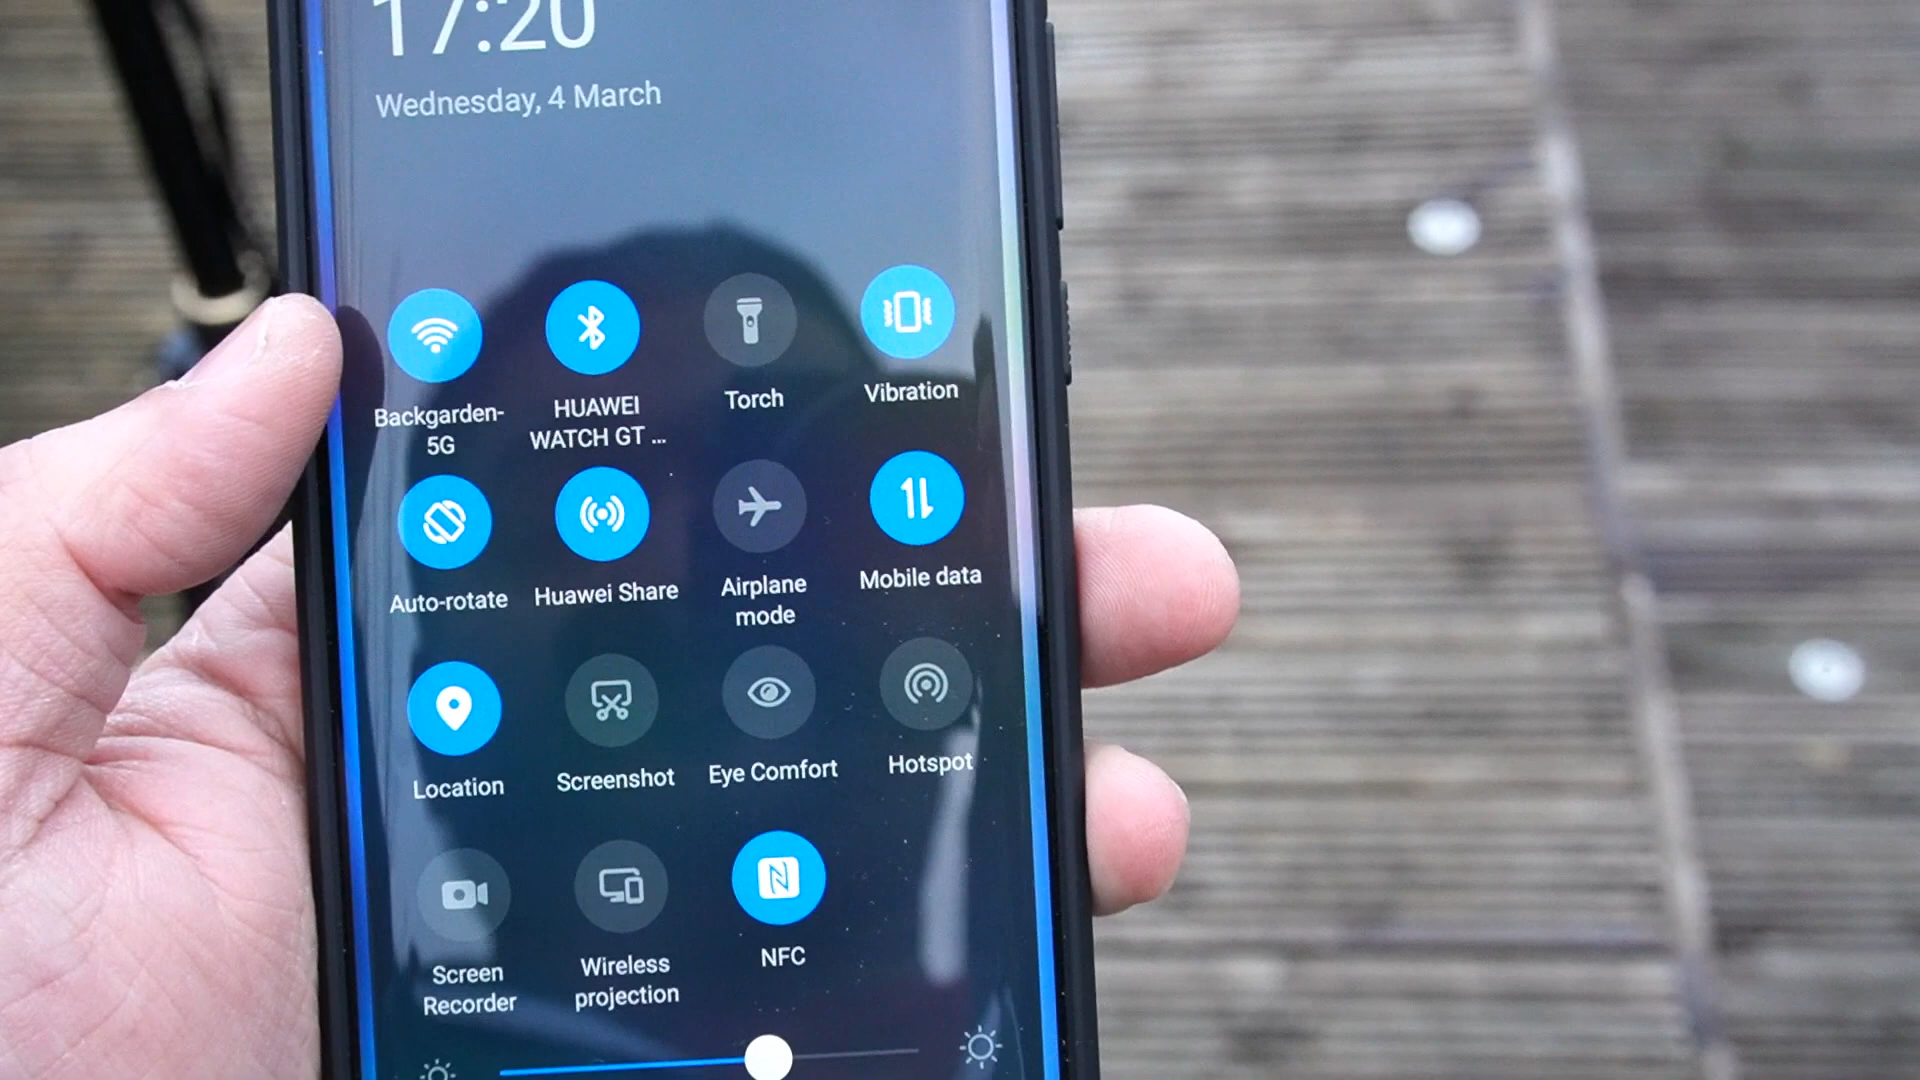 17:20
Wednesday, 4 March
Backgarden-
5G
HUAWEI
WATCH GT ...
Torch
Vibration
Auto-rotate
Huawei Share
Airplane
mode
Mobile data
Location
Screenshot
Eye Comfort
Hotspot
Screen
Recorder
Wireless
projection
NFC